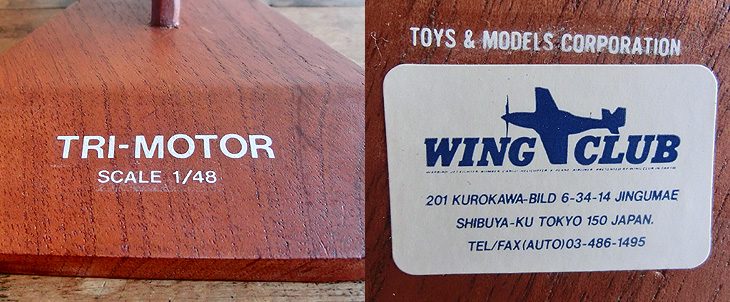 TRI-MOTOR
SCALE 1/48
TOYS & MODELS CORPORATION
WING CLUB
201 KUROKAWA-BILD 6-34-14 JINGUMAE
SHIBUYA-KU TOKYO 150 JAPAN.
TEL/FAX(AUTO)03-486-1495